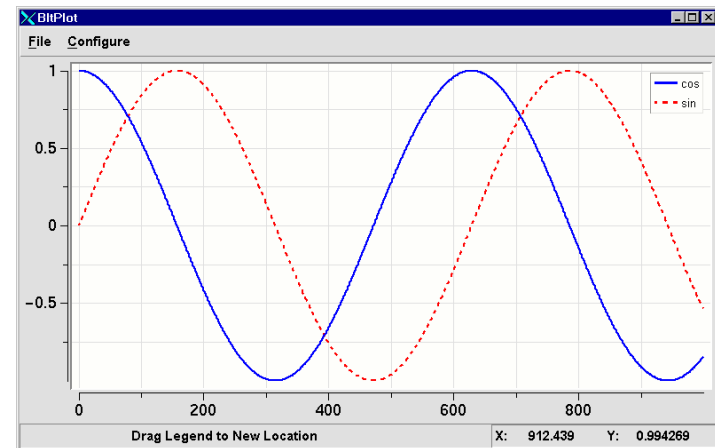 BltPlot
File Configure
1
cos
sin
0.5
0
−0.5
0 200 400 600 800
Drag Legend to New Location X: 912.439 Y: 0.994269